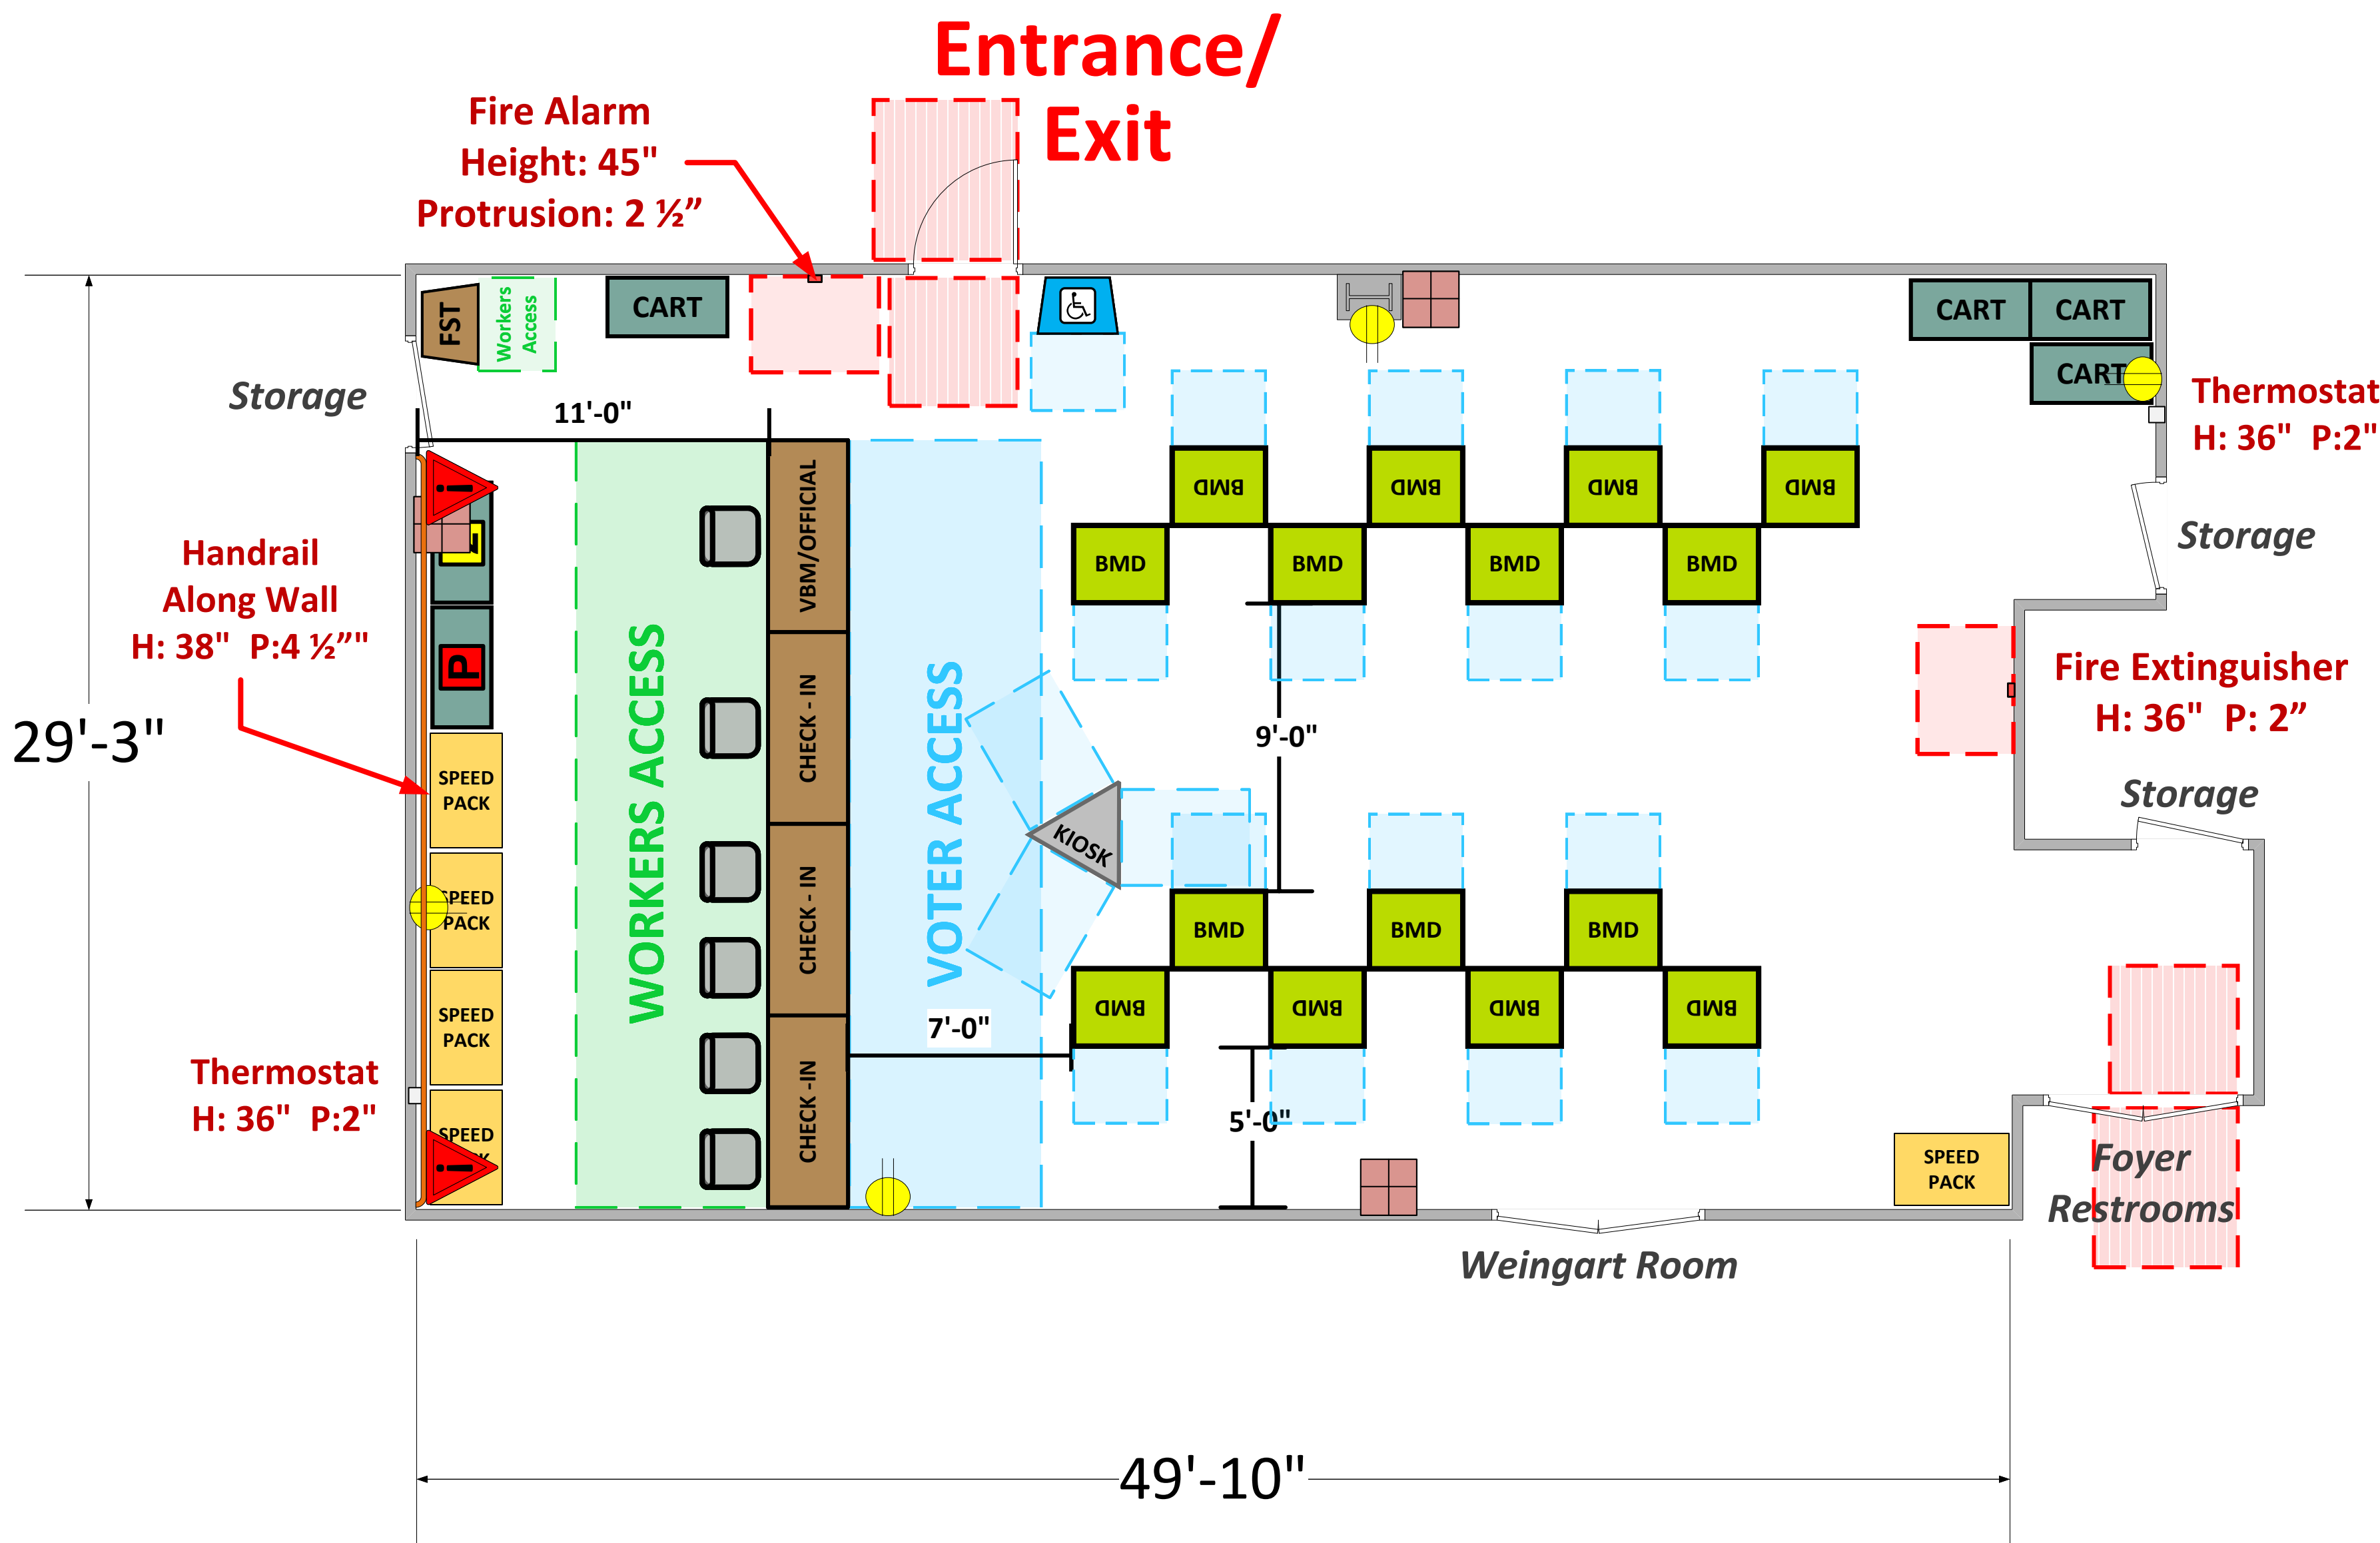 Entrance/
Exit
Fire Alarm
Height: 45"
Protrusion: 2 ½”
FST
Workers
Access
CART
CART
CART
CART
Storage
11'-0"
Thermostat
H: 36"  P:2"
VBM/OFFICIAL
BMD
BMD
BMD
BMD
BMD
BMD
BMD
BMD
Storage
Handrail
Along Wall
H: 38"  P:4 ½”"
P
WORKERS ACCESS
CHECK - IN
VOTER ACCESS
Fire Extinguisher
H: 36"  P: 2”
29'-3"
9'-0"
SPEED
PACK
KIOSK
Storage
SPEED
PACK
CHECK - IN
BMD
BMD
BMD
SPEED
PACK
7'-0"
BMD
BMD
BMD
BMD
Thermostat
H: 36"  P:2"
SPEED
CHECK -IN
5'-0"
SPEED
PACK
Foyer
Restrooms
Weingart Room
49'-10"